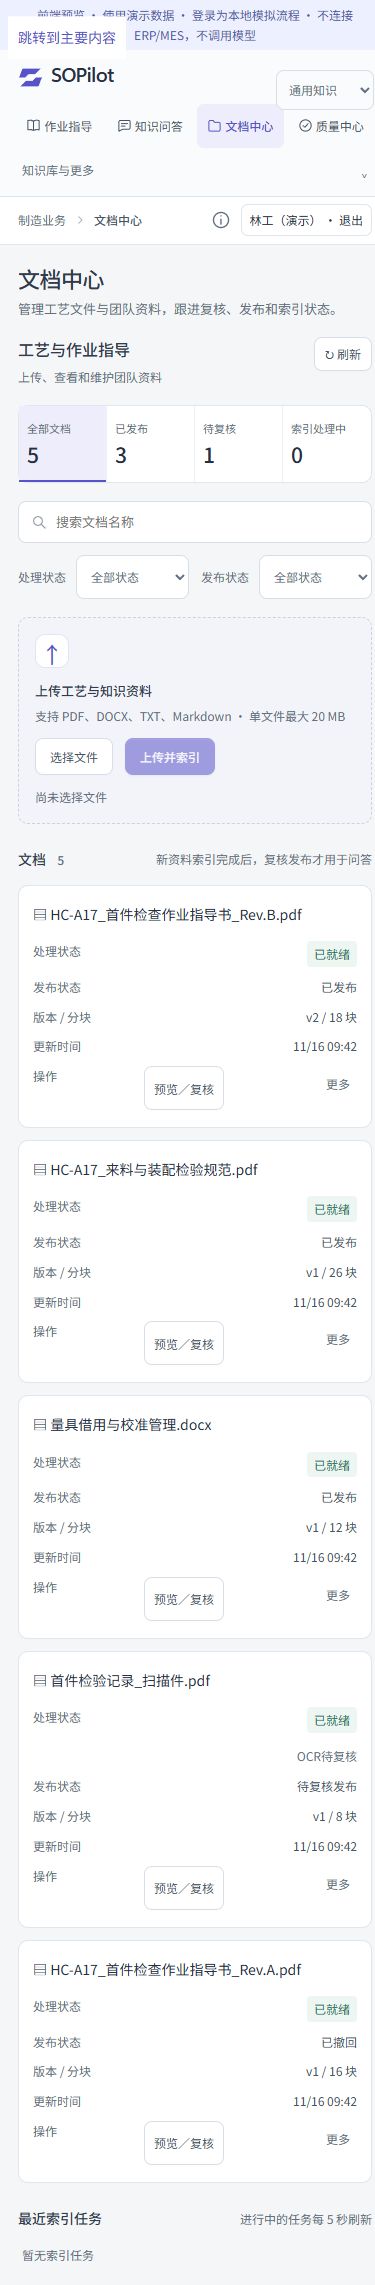 前端预览 • 使用演示数据 • 登录为本地模拟流程 • 不连接
跳转到主要内容
ERP/MES，不调用模型
SOPilot
通用知识
作业指导
知识问答
文档中心
质量中心
知识库与更多
制造业务
文档中心
林工（演示） • 退出
文档中心
管理工艺文件与团队资料，跟进复核、发布和索引状态。
工艺与作业指导
↻ 刷新
上传、查看和维护团队资料
全部文档
5
已发布
3
待复核
1
索引处理中
0
搜索文档名称
处理状态
全部状态
发布状态
全部状态
上传工艺与知识资料
支持 PDF、DOCX、TXT、Markdown • 单文件最大 20 MB
选择文件
上传并索引
尚未选择文件
文档 5
新资料索引完成后，复核发布才用于问答
HC-A17_首件检查作业指导书_Rev.B.pdf
处理状态
已就绪
发布状态
已发布
版本 / 分块
v2 / 18 块
更新时间
11/16 09:42
操作
预览／复核
更多
HC-A17_来料与装配检验规范.pdf
处理状态
已就绪
发布状态
已发布
版本 / 分块
v1 / 26 块
更新时间
11/16 09:42
操作
预览／复核
更多
量具借用与校准管理.docx
处理状态
已就绪
发布状态
已发布
版本 / 分块
v1 / 12 块
更新时间
11/16 09:42
操作
预览／复核
更多
首件检验记录_扫描件.pdf
处理状态
已就绪
OCR待复核
发布状态
待复核发布
版本 / 分块
v1 / 8 块
更新时间
11/16 09:42
操作
预览／复核
更多
HC-A17_首件检查作业指导书_Rev.A.pdf
处理状态
已就绪
发布状态
已撤回
版本 / 分块
v1 / 16 块
更新时间
11/16 09:42
操作
预览／复核
更多
最近索引任务
进行中的任务每 5 秒刷新
暂无索引任务